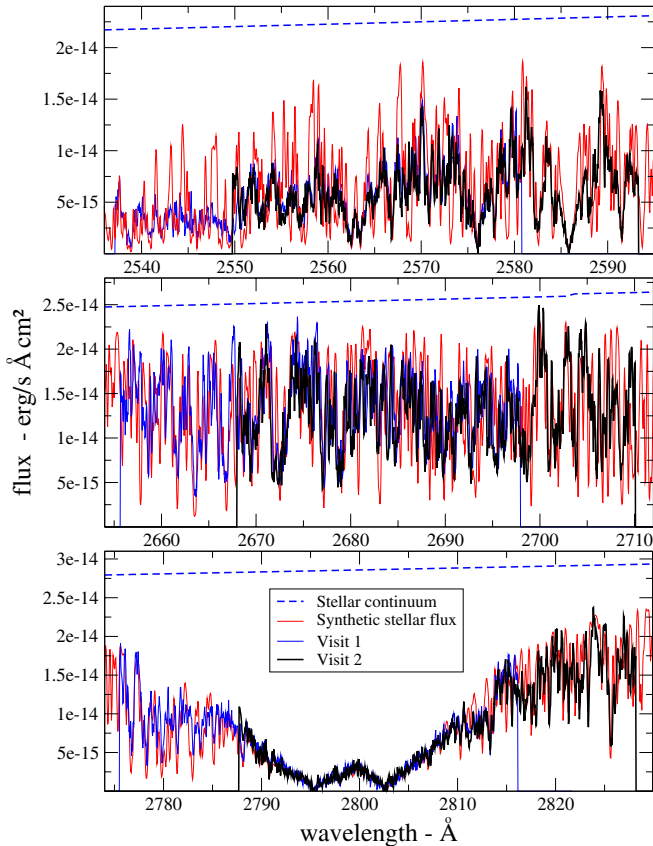 2e-14
1.5e-14
1e-14
5e-15
2540 2550 2560 2570 2580 2590
2.5e-14
2e-14
1.5e-14
1e-14
5e-15
2660 2670 2680 2690 2700 2710
flux - erg/s Å cm²
3e-14
2.5e-14
2e-14
1.5e-14
1e-14
5e-15
Stellar continuum
Synthetic stellar flux
Visit 1
Visit 2
2780 2790 2800 2810 2820
wavelength - Å